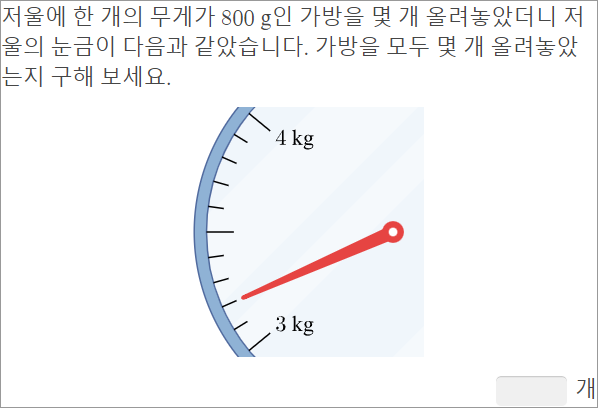 저울에 한 개의 무게가 800 g인 가방을 몇 개 올려놓았더니 저
울의 눈금이 다음과 같았습니다. 가방을 모두 몇 개 올려놓았
는지 구해 보세요.
4 kg
3 kg
개